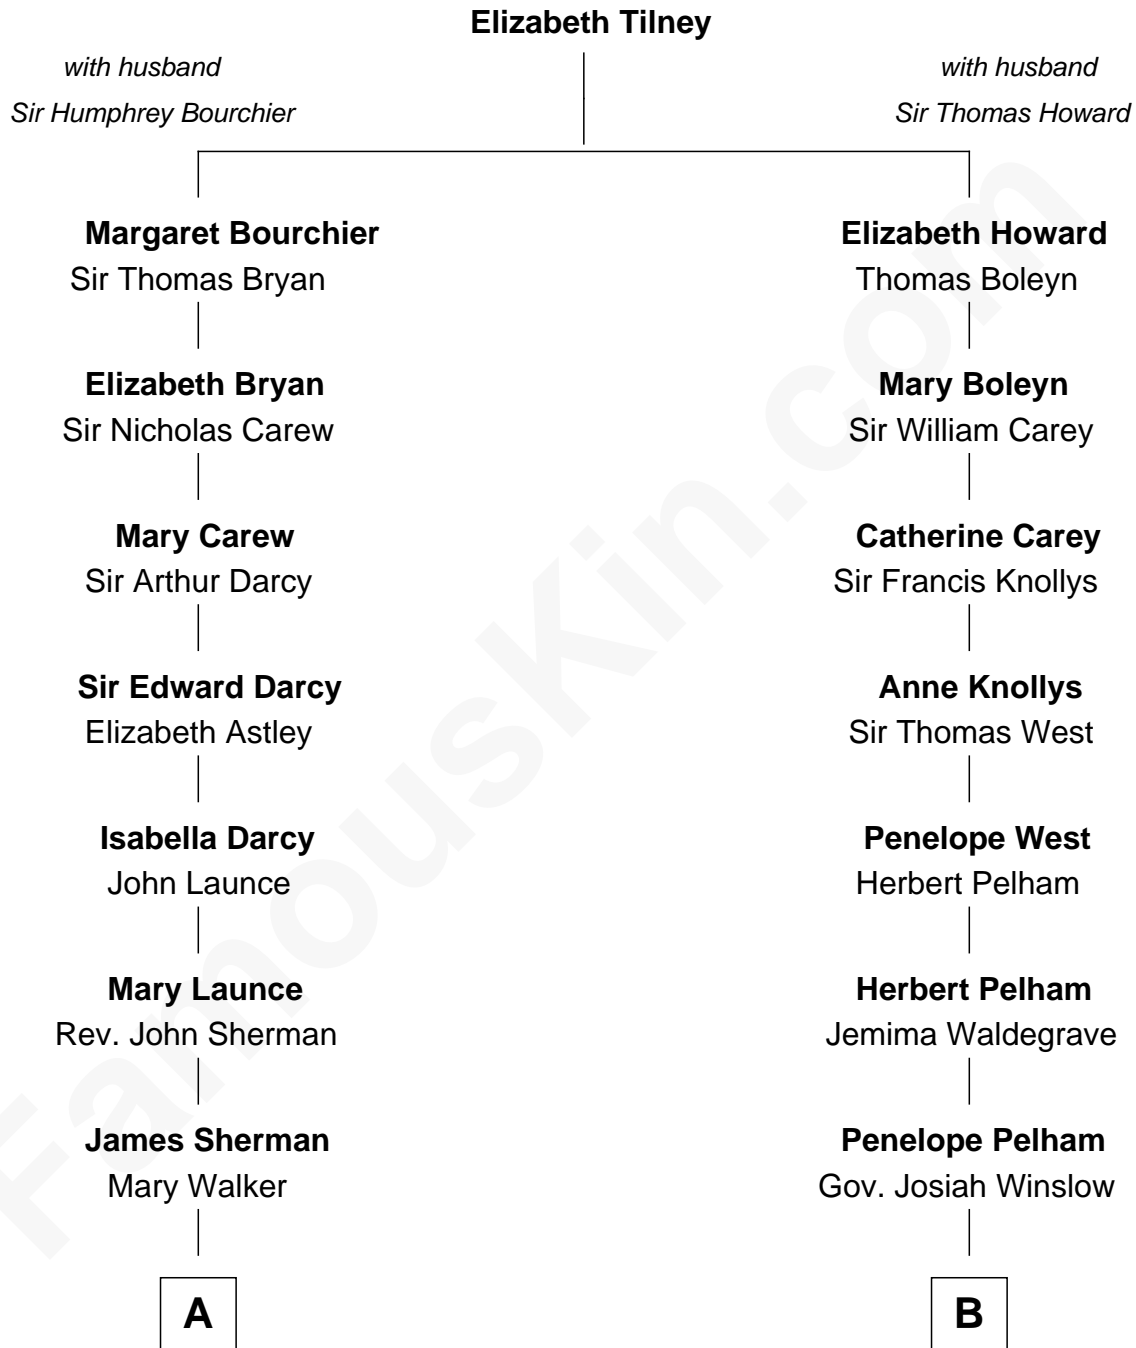 Elizabeth Tilney
with husband
Sir Humphrey Bourchier
with husband
Sir Thomas Howard
Margaret Bourchier
Sir Thomas Bryan
Elizabeth Bryan
Sir Nicholas Carew
Mary Carew
Sir Arthur Darcy
Sir Edward Darcy
Elizabeth Astley
Isabella Darcy
John Launce
Mary Launce
Rev. John Sherman
James Sherman
Mary Walker
A
Elizabeth Howard
Thomas Boleyn
Mary Boleyn
Sir William Carey
Catherine Carey
Sir Francis Knollys
Anne Knollys
Sir Thomas West
Penelope West
Herbert Pelham
Herbert Pelham
Jemima Waldegrave
Penelope Pelham
Gov. Josiah Winslow
B
FamousKin.com